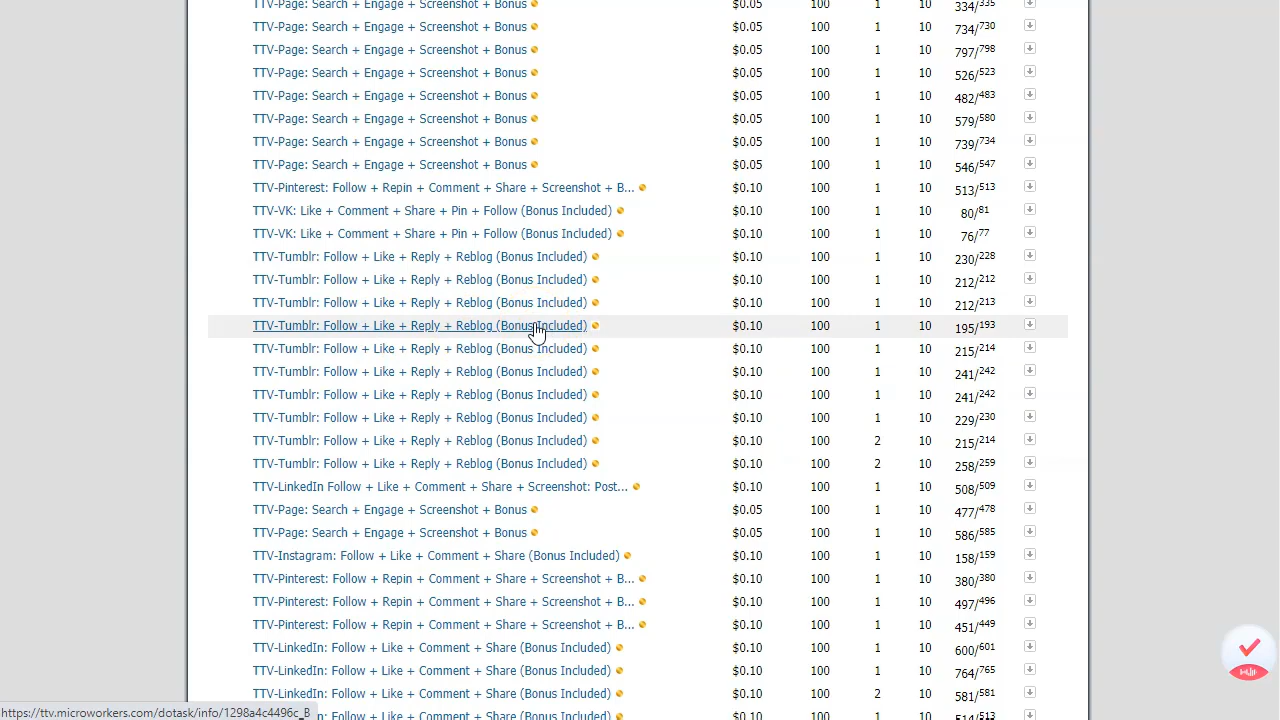 TTV-Page: Search + Engage + Screenshot + Bonus $0.05 100 1 10 334/335
TTV-Page: Search + Engage + Screenshot + Bonus $0.05 100 1 10 734/730
TTV-Page: Search + Engage + Screenshot + Bonus $0.05 100 1 10 797/798
TTV-Page: Search + Engage + Screenshot + Bonus $0.05 100 1 10 526/523
TTV-Page: Search + Engage + Screenshot + Bonus $0.05 100 1 10 482/483
TTV-Page: Search + Engage + Screenshot + Bonus $0.05 100 1 10 579/580
TTV-Page: Search + Engage + Screenshot + Bonus $0.05 100 1 10 739/734
TTV-Page: Search + Engage + Screenshot + Bonus $0.05 100 1 10 546/547
TTV-Pinterest: Follow + Repin + Comment + Share + Screenshot + B... $0.10 100 1 10 513/513
TTV-VK: Like + Comment + Share + Pin + Follow (Bonus Included) $0.10 100 1 10 80/81
TTV-VK: Like + Comment + Share + Pin + Follow (Bonus Included) $0.10 100 1 10 76/77
TTV-Tumblr: Follow + Like + Reply + Reblog (Bonus Included) $0.10 100 1 10 230/228
TTV-Tumblr: Follow + Like + Reply + Reblog (Bonus Included) $0.10 100 1 10 212/212
TTV-Tumblr: Follow + Like + Reply + Reblog (Bonus Included) $0.10 100 1 10 212/213
TTV-Tumblr: Follow + Like + Reply + Reblog (Bonus Included) $0.10 100 1 10 195/193
TTV-Tumblr: Follow + Like + Reply + Reblog (Bonus Included) $0.10 100 1 10 215/214
TTV-Tumblr: Follow + Like + Reply + Reblog (Bonus Included) $0.10 100 1 10 241/242
TTV-Tumblr: Follow + Like + Reply + Reblog (Bonus Included) $0.10 100 1 10 241/242
TTV-Tumblr: Follow + Like + Reply + Reblog (Bonus Included) $0.10 100 1 10 229/230
TTV-Tumblr: Follow + Like + Reply + Reblog (Bonus Included) $0.10 100 2 10 215/214
TTV-Tumblr: Follow + Like + Reply + Reblog (Bonus Included) $0.10 100 2 10 258/259
TTV-LinkedIn Follow + Like + Comment + Share + Screenshot: Post... $0.10 100 1 10 508/509
TTV-Page: Search + Engage + Screenshot + Bonus $0.05 100 1 10 477/478
TTV-Page: Search + Engage + Screenshot + Bonus $0.05 100 1 10 586/585
TTV-Instagram: Follow + Like + Comment + Share (Bonus Included) $0.10 100 1 10 158/159
TTV-Pinterest: Follow + Repin + Comment + Share + Screenshot + B... $0.10 100 1 10 380/380
TTV-Pinterest: Follow + Repin + Comment + Share + Screenshot + B... $0.10 100 1 10 497/496
TTV-Pinterest: Follow + Repin + Comment + Share + Screenshot + B... $0.10 100 1 10 451/449
TTV-LinkedIn: Follow + Like + Comment + Share (Bonus Included) $0.10 100 1 10 600/601
TTV-LinkedIn: Follow + Like + Comment + Share (Bonus Included) $0.10 100 1 10 764/765
TTV-LinkedIn: Follow + Like + Comment + Share (Bonus Included) $0.10 100 2 10 581/581
Follow + Like + Comment + Share (Bonus Included) $0.10 100 1 10 514/513
https://ttv.microworkers.com/dotask/info/1298a4c4496c_B